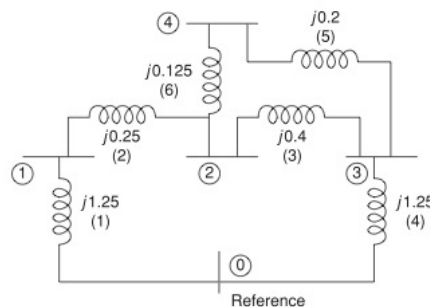 ④
j0.2
(5)
j0.125
(6)
j0.25
(2)
j0.4
(3)
①
②
③
j1.25
(1)
j1.25
(4)
⓪
Reference